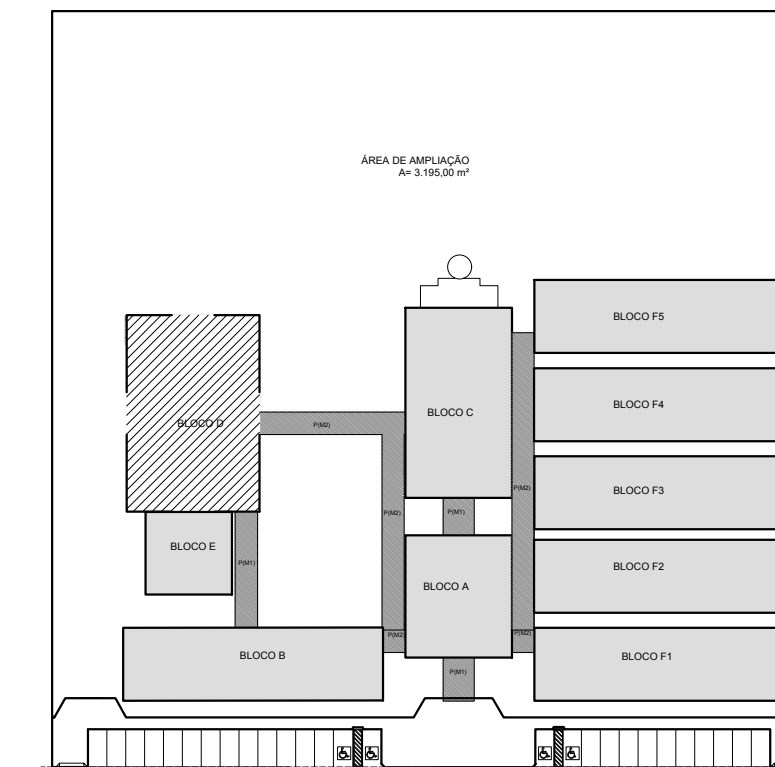 ÁREA DE AMPLIAÇÃO
A= 3.195,00 m²
BLOCO F5
BLOCO C
BLOCO F4
BLOCO D
P(M2)
BLOCO F3
P(M2)
P(M2)
P(M1)
BLOCO E
P(M1)
BLOCO A
BLOCO F2
P(M2)
P(M2)
BLOCO B
BLOCO F1
P(M1)